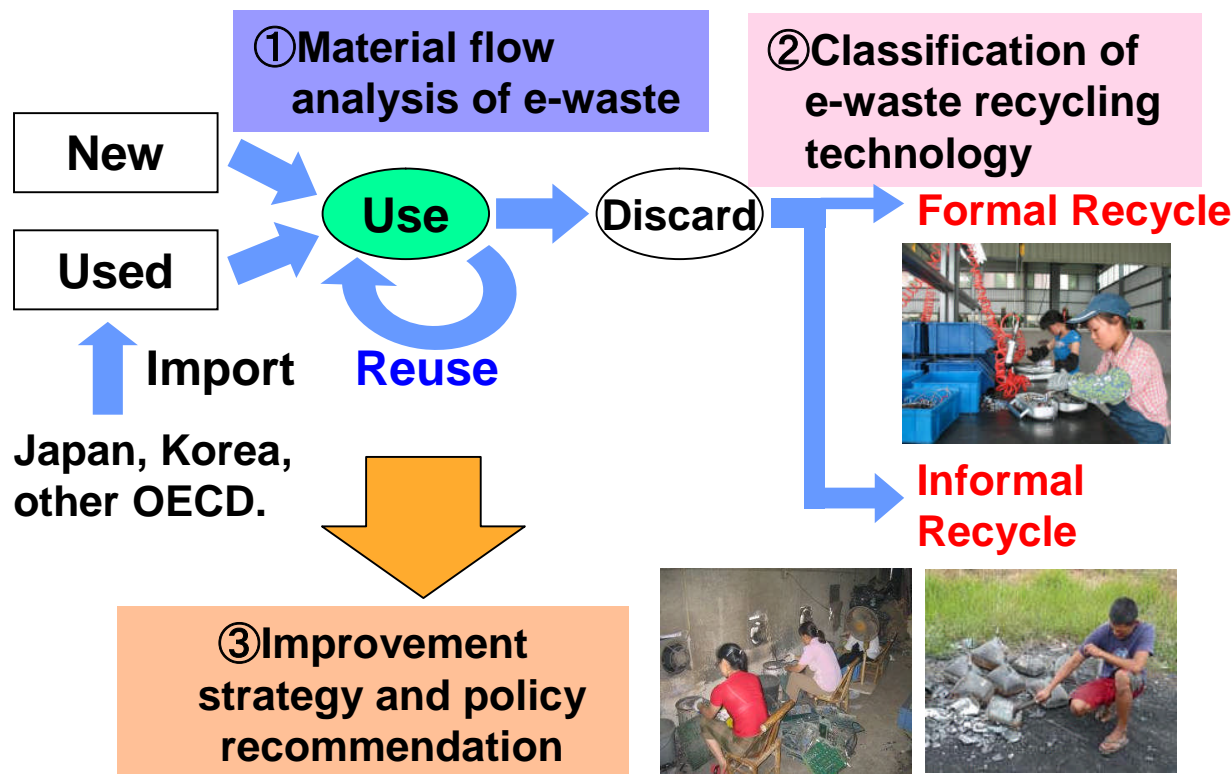 ①Material flow
analysis of e-waste
②Classification of
e-waste recycling
technology
New
Use
Discard
Formal Recycle
Used
Import
Reuse
Japan, Korea,
other OECD.
Informal
Recycle
③Improvement
strategy and policy
recommendation